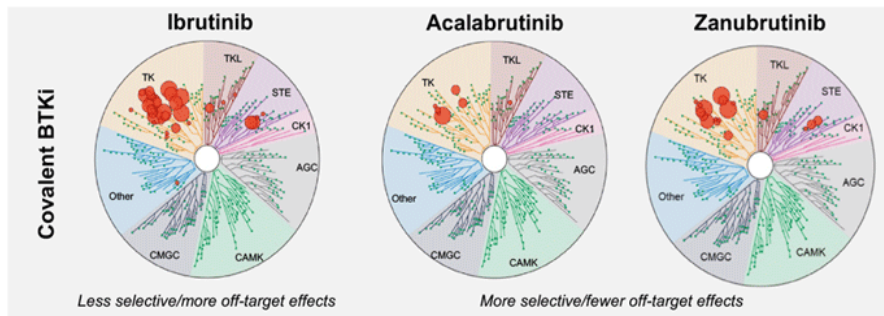 Ibrutinib
Acalabrutinib
Zanubrutinib
Covalent BTKi
TK
TKL
STE
CK1
AGC
CAMK
CMGC
Other
TK
TKL
STE
CK1
AGC
CAMK
CMGC
Other
TK
TKL
STE
CK1
AGC
CAMK
CMGC
Other
Less selective/more off-target effects
More selective/fewer off-target effects